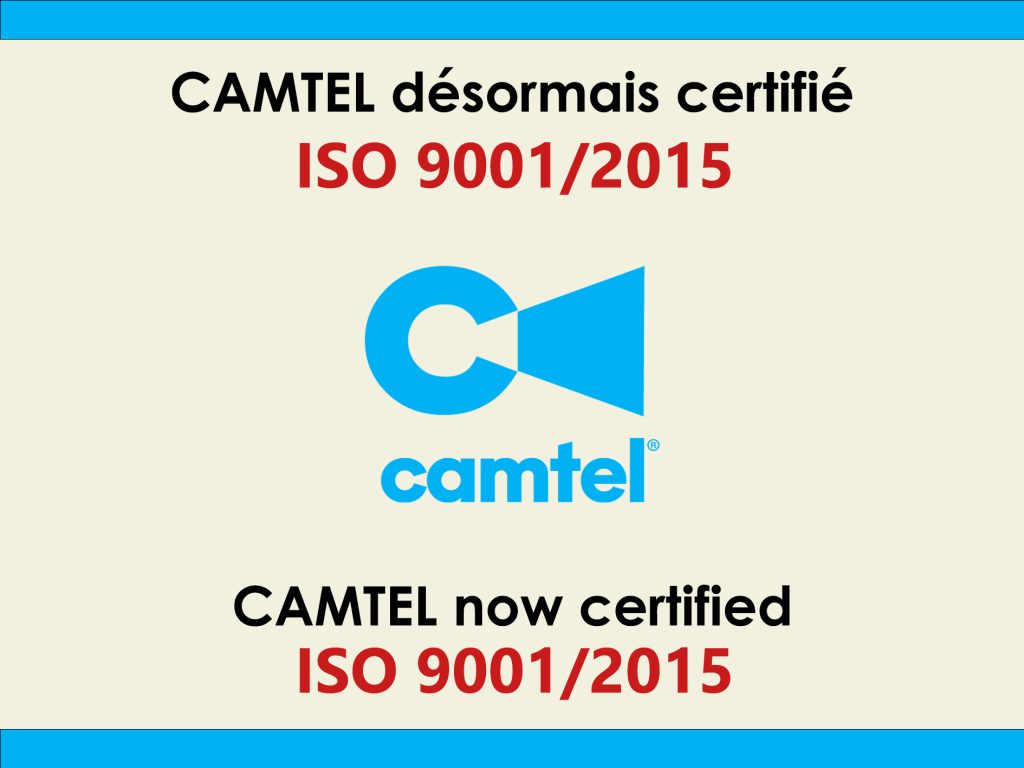 CAMTEL désormais certifié
ISO 9001/2015
camtel®
CAMTEL now certified
ISO 9001/2015